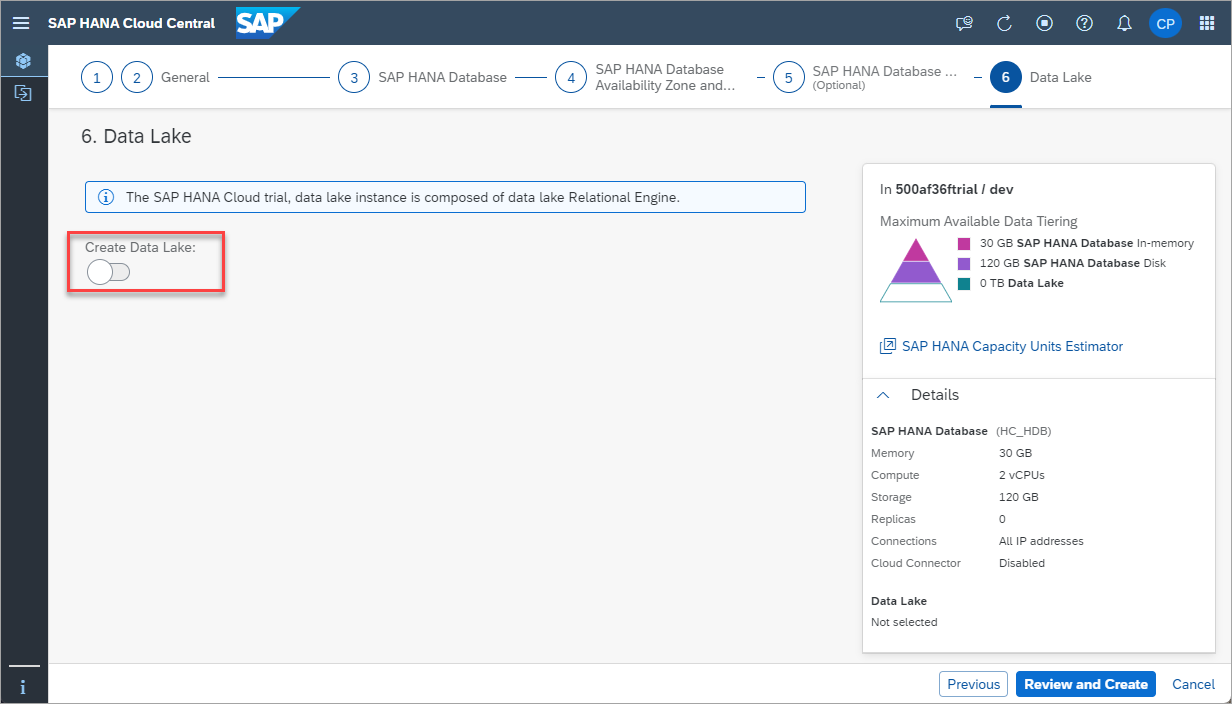 SAP HANA Cloud Central
SAP
CP
1
2
General
3
SAP HANA Database
4
SAP HANA Database
Availability Zone and...
5
SAP HANA Database ...
(Optional)
6
Data Lake
6. Data Lake
The SAP HANA Cloud trial, data lake instance is composed of data lake Relational Engine.
Create Data Lake:
In 500af36ftrial / dev
Maximum Available Data Tiering
30 GB SAP HANA Database In-memory
120 GB SAP HANA Database Disk
0 TB Data Lake
SAP HANA Capacity Units Estimator
Details
SAP HANA Database (HC_HDB)
Memory 30 GB
Compute 2 vCPUs
Storage 120 GB
Replicas 0
Connections All IP addresses
Cloud Connector Disabled
Data Lake
Not selected
Previous
Review and Create
Cancel